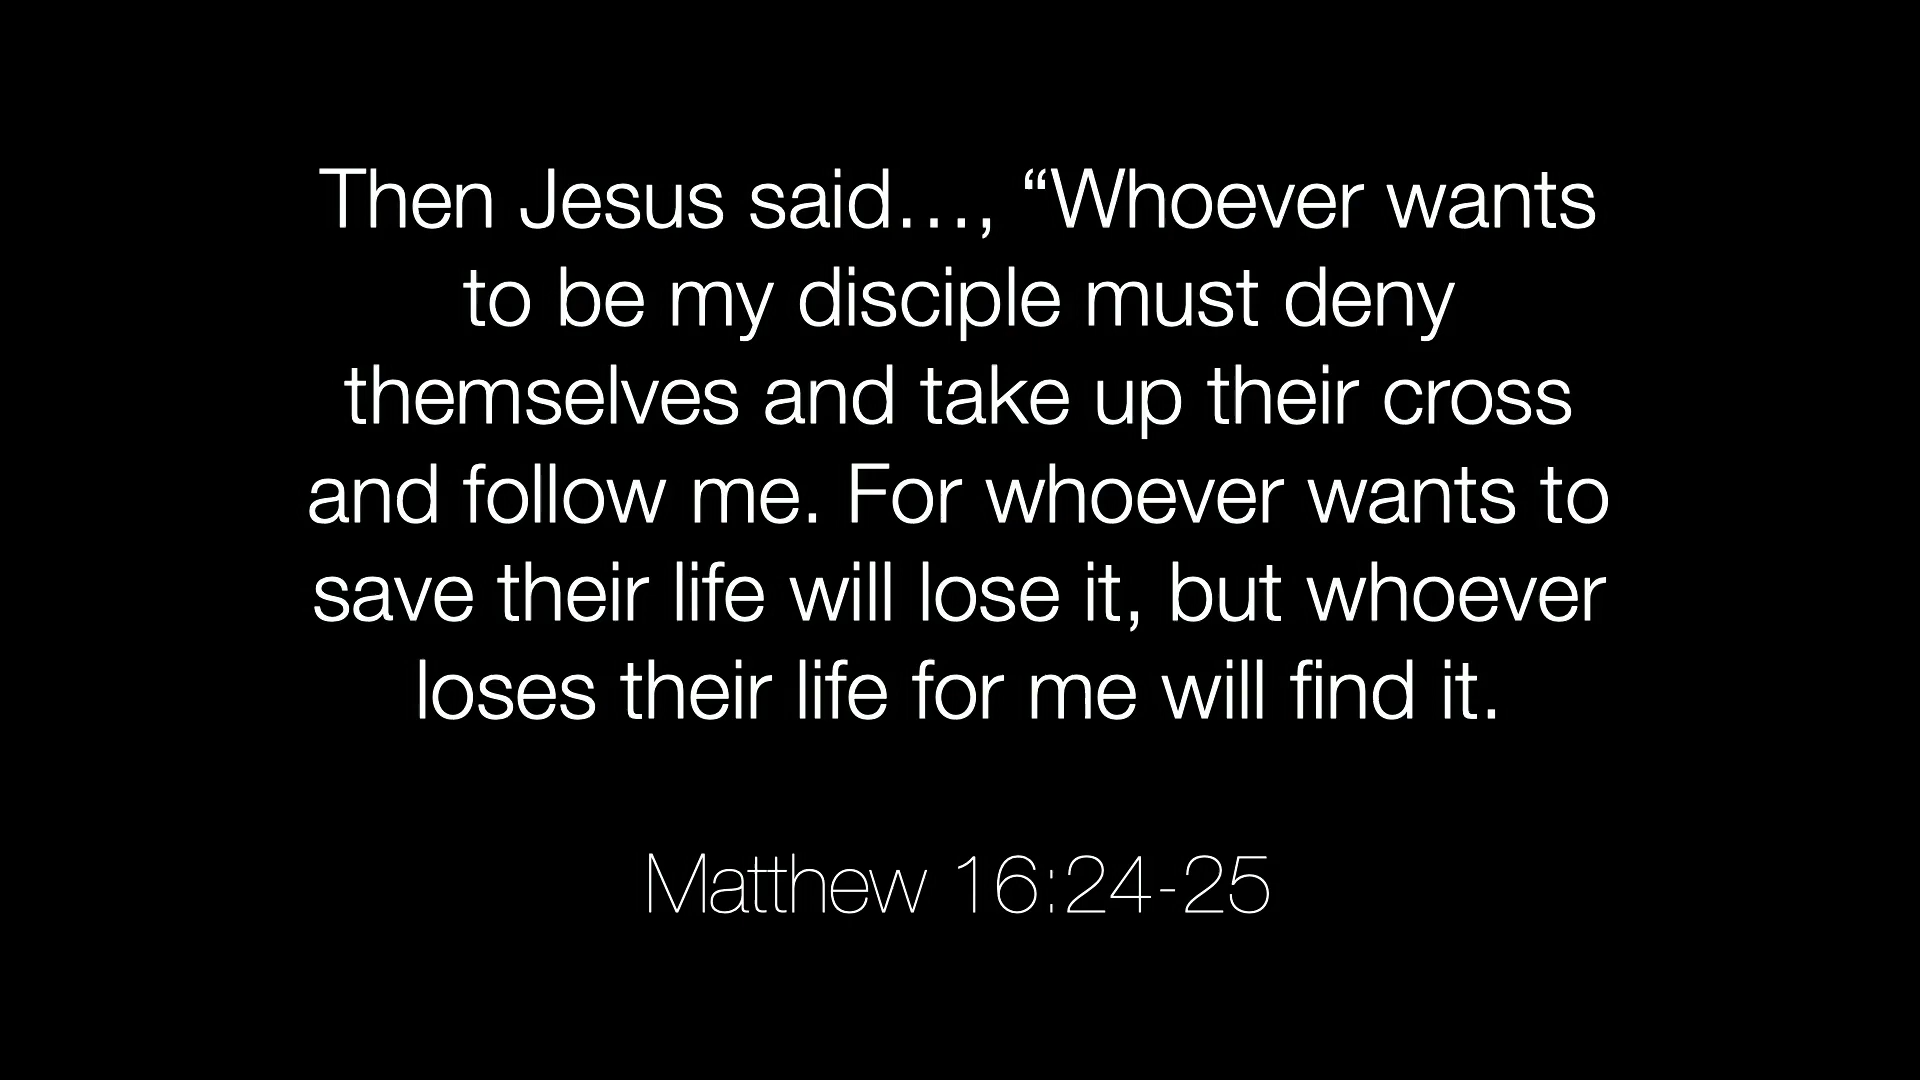 Then Jesus said…, “Whoever wants
to be my disciple must deny
themselves and take up their cross
and follow me. For whoever wants to
save their life will lose it, but whoever
loses their life for me will find it.
Matthew 16:24-25